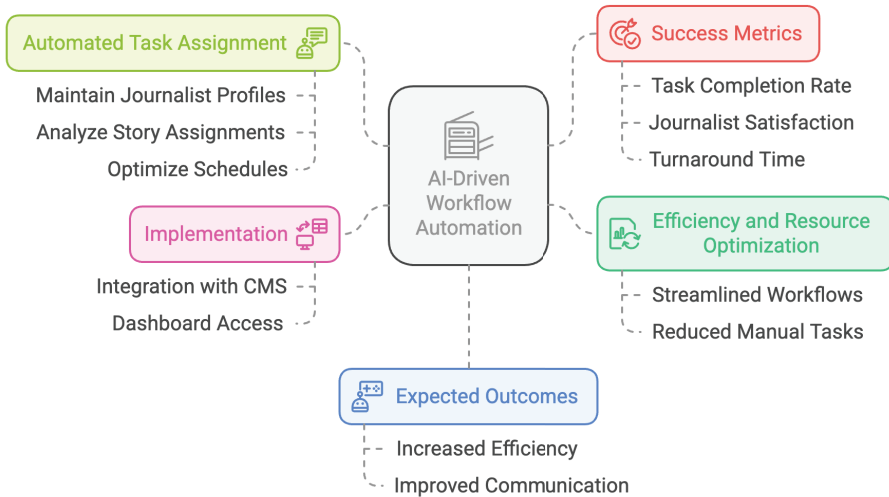 Automated Task Assignment
Maintain Journalist Profiles
Analyze Story Assignments
Optimize Schedules
Implementation
Integration with CMS
Dashboard Access
AI-Driven
Workflow
Automation
Success Metrics
Task Completion Rate
Journalist Satisfaction
Turnaround Time
Efficiency and Resource
Optimization
Streamlined Workflows
Reduced Manual Tasks
Expected Outcomes
Increased Efficiency
Improved Communication